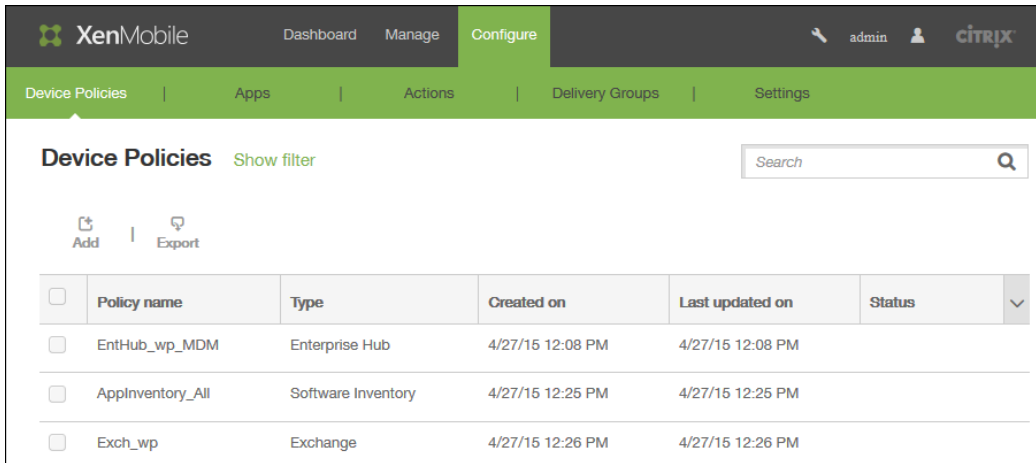 XenMobile Dashboard Manage Configure admin CITRIX
Device Policies | Apps | Actions | Delivery Groups | Settings
Device Policies Show filter Search
Add | Export
Policy name Type Created on Last updated on Status
EntHub_wp_MDM Enterprise Hub 4/27/15 12:08 PM 4/27/15 12:08 PM
AppInventory_All Software Inventory 4/27/15 12:25 PM 4/27/15 12:25 PM
Exch_wp Exchange 4/27/15 12:26 PM 4/27/15 12:26 PM